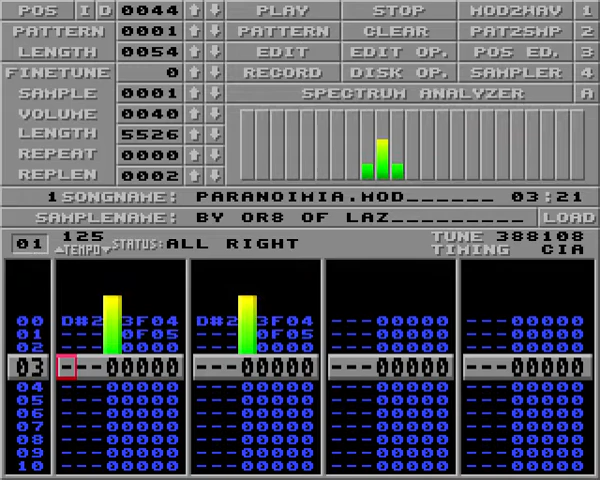 POS I D 0044 PLAY STOP MOD2WAV 1
PATTERN 0001 PATTERN CLEAR PAT2SMP 2
LENGTH 0054 EDIT EDIT OP. POS ED. 3
FINETUNE 0 RECORD DISK OP. SAMPLER 4
SAMPLE 0001 SPECTRUM ANALYZER A
VOLUME 0040
LENGTH 5526
REPEAT 0000
REPLEN 0002
1 SONGNAME: PARANOIMIA.MOD______ 03:21
SAMPLENAME: BY OR8 OF LAZ_________ LOAD
01 125 TEMPO STATUS: ALL RIGHT TUNE 388108
TIMING CIA
00 D#2 3F04 D#2 3F04 ---00000 ---00000
01 --- 0F05 --- 0F05 ---00000 ---00000
02 --- 00000 --- 00000 ---00000 ---00000
03 ---00000 ---00000 ---00000 ---00000
04 ---00000 ---00000 ---00000 ---00000
05 ---00000 ---00000 ---00000 ---00000
06 ---00000 ---00000 ---00000 ---00000
07 ---00000 ---00000 ---00000 ---00000
08 ---00000 ---00000 ---00000 ---00000
09 ---00000 ---00000 ---00000 ---00000
10 ---00000 ---00000 ---00000 ---00000